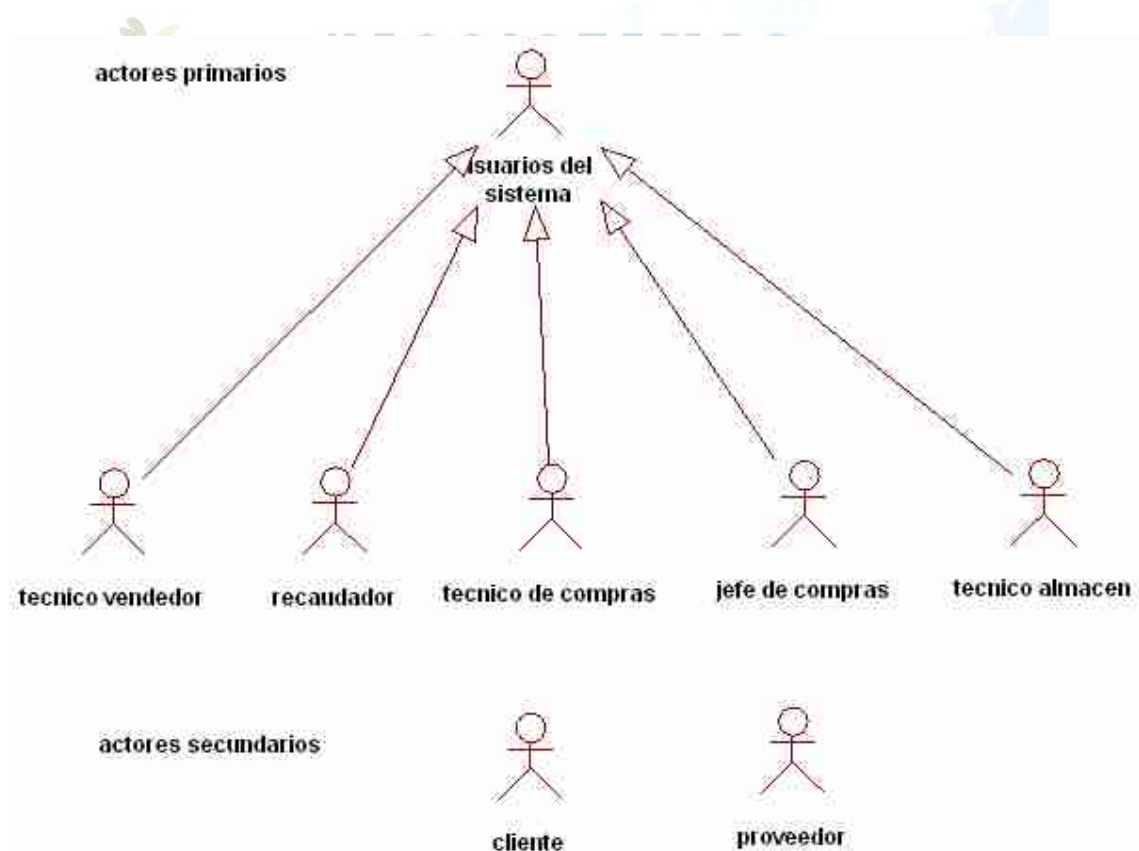 actores primarios
usuarios del
sistema
tecnico vendedor
recaudador
tecnico de compras
jefe de compras
tecnico almacen
actores secundarios
cliente
proveedor